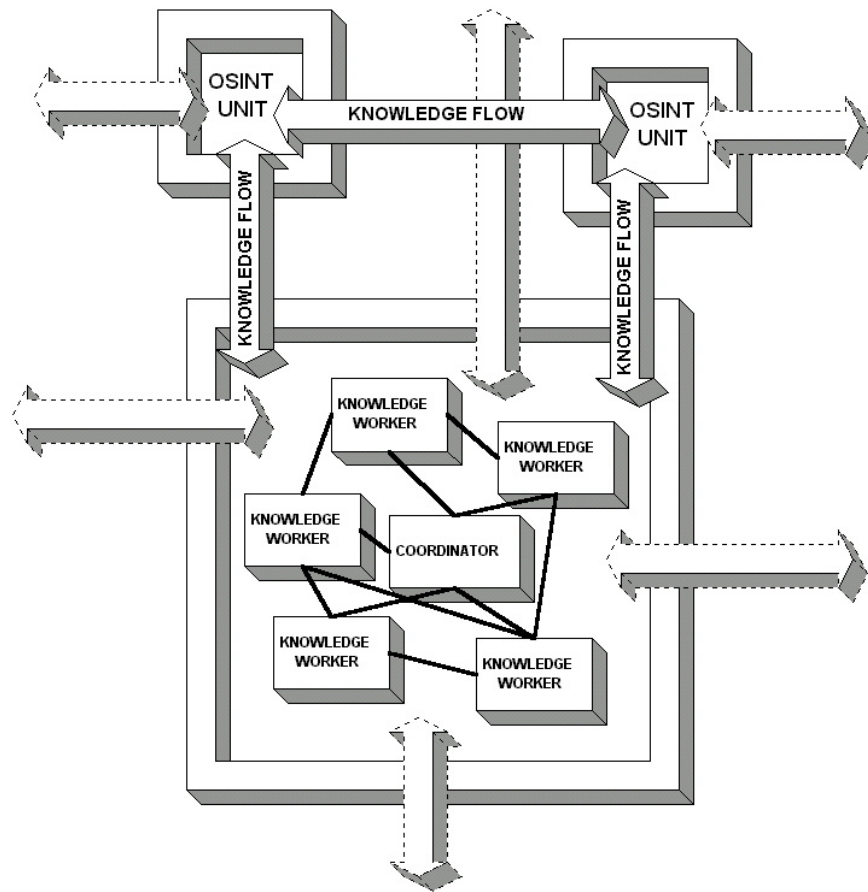 OSINT
UNIT
KNOWLEDGE FLOW
OSINT
UNIT
KNOWLEDGE FLOW
KNOWLEDGE FLOW
KNOWLEDGE
WORKER
KNOWLEDGE
WORKER
KNOWLEDGE
WORKER
COORDINATOR
KNOWLEDGE
WORKER
KNOWLEDGE
WORKER